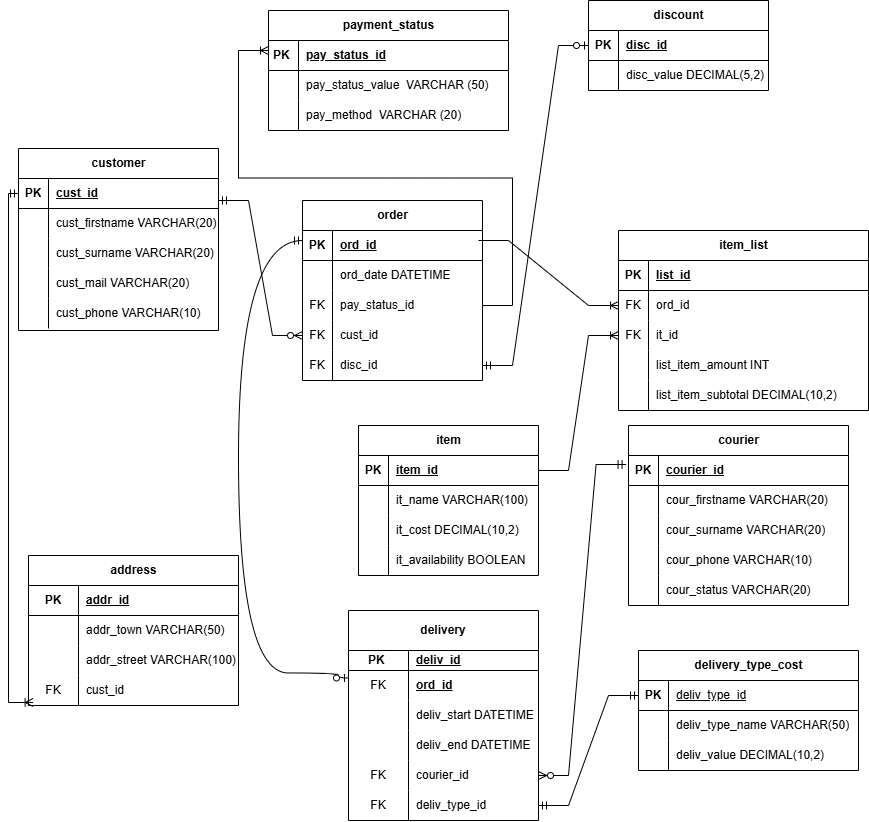 payment_status
PK pay_status_id
pay_status_value VARCHAR (50)
pay_method VARCHAR (20)
discount
PK disc_id
disc_value DECIMAL(5,2)
customer
PK cust_id
cust_firstname VARCHAR(20)
cust_surname VARCHAR(20)
cust_mail VARCHAR(20)
cust_phone VARCHAR(10)
order
PK ord_id
ord_date DATETIME
FK pay_status_id
FK cust_id
FK disc_id
item_list
PK list_id
FK ord_id
FK it_id
list_item_amount INT
list_item_subtotal DECIMAL(10,2)
item
PK item_id
it_name VARCHAR(100)
it_cost DECIMAL(10,2)
it_availability BOOLEAN
courier
PK courier_id
cour_firstname VARCHAR(20)
cour_surname VARCHAR(20)
cour_phone VARCHAR(10)
cour_status VARCHAR(20)
address
PK addr_id
addr_town VARCHAR(50)
addr_street VARCHAR(100)
FK cust_id
delivery
PK deliv_id
FK ord_id
deliv_start DATETIME
deliv_end DATETIME
FK courier_id
FK deliv_type_id
delivery_type_cost
PK deliv_type_id
deliv_type_name VARCHAR(50)
deliv_value DECIMAL(10,2)